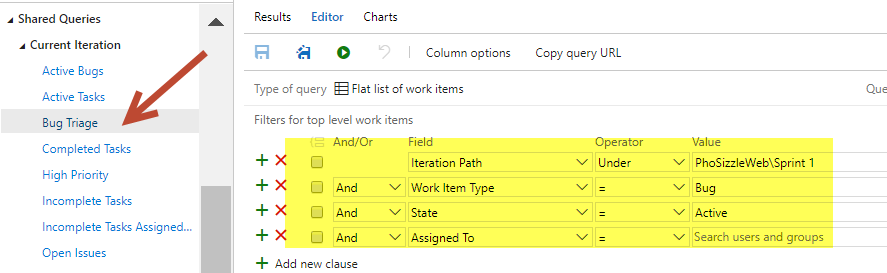 Shared Queries
Current Iteration
Active Bugs
Active Tasks
Bug Triage
Completed Tasks
High Priority
Incomplete Tasks
Incomplete Tasks Assigned...
Open Issues
Results Editor Charts
Column options Copy query URL
Type of query Flat list of work items Que
Filters for top level work items
And/Or Field Operator Value
Iteration Path Under PhoSizzleWeb\Sprint 1
And Work Item Type = Bug
And State = Active
And Assigned To = Search users and groups
Add new clause